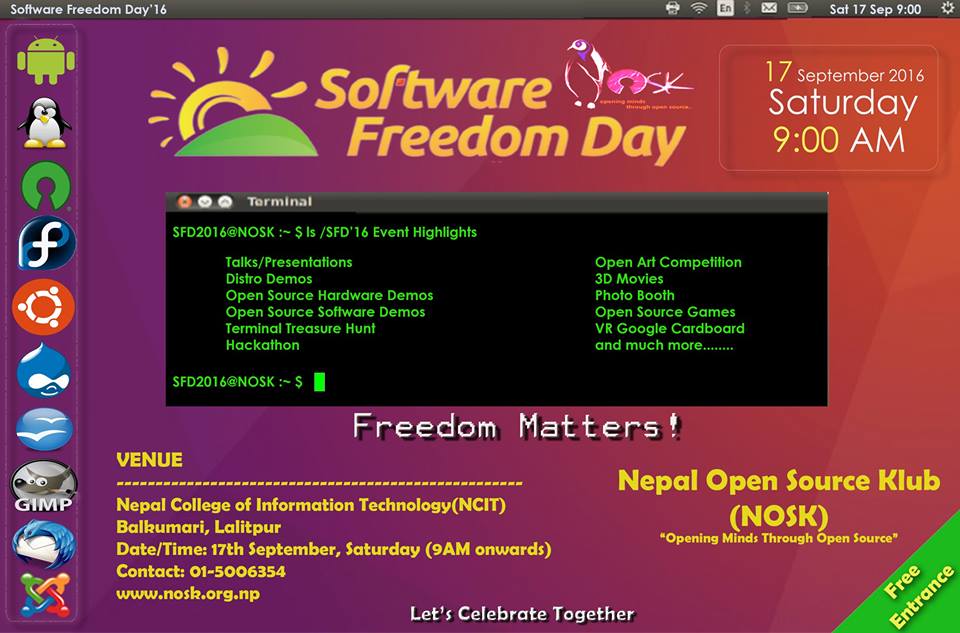 Software Freedom Day'16
En
Sat 17 Sep 9:00
Software
Freedom Day
NOSK
opening minds
through open source..
17 September 2016
Saturday
9:00 AM
Terminal
SFD2016@NOSK :~ $ ls /SFD'16 Event Highlights
Talks/Presentations
Distro Demos
Open Source Hardware Demos
Open Source Software Demos
Terminal Treasure Hunt
Hackathon
Open Art Competition
3D Movies
Photo Booth
Open Source Games
VR Google Cardboard
and much more........
SFD2016@NOSK :~ $
Freedom Matters!
VENUE
----------------------------------------------------
Nepal College of Information Technology(NCIT)
Balkumari, Lalitpur
Date/Time: 17th September, Saturday (9AM onwards)
Contact: 01-5006354
www.nosk.org.np
Nepal Open Source Klub
(NOSK)
“Opening Minds Through Open Source”
GIMP
Free
Entrance
Let's Celebrate Together